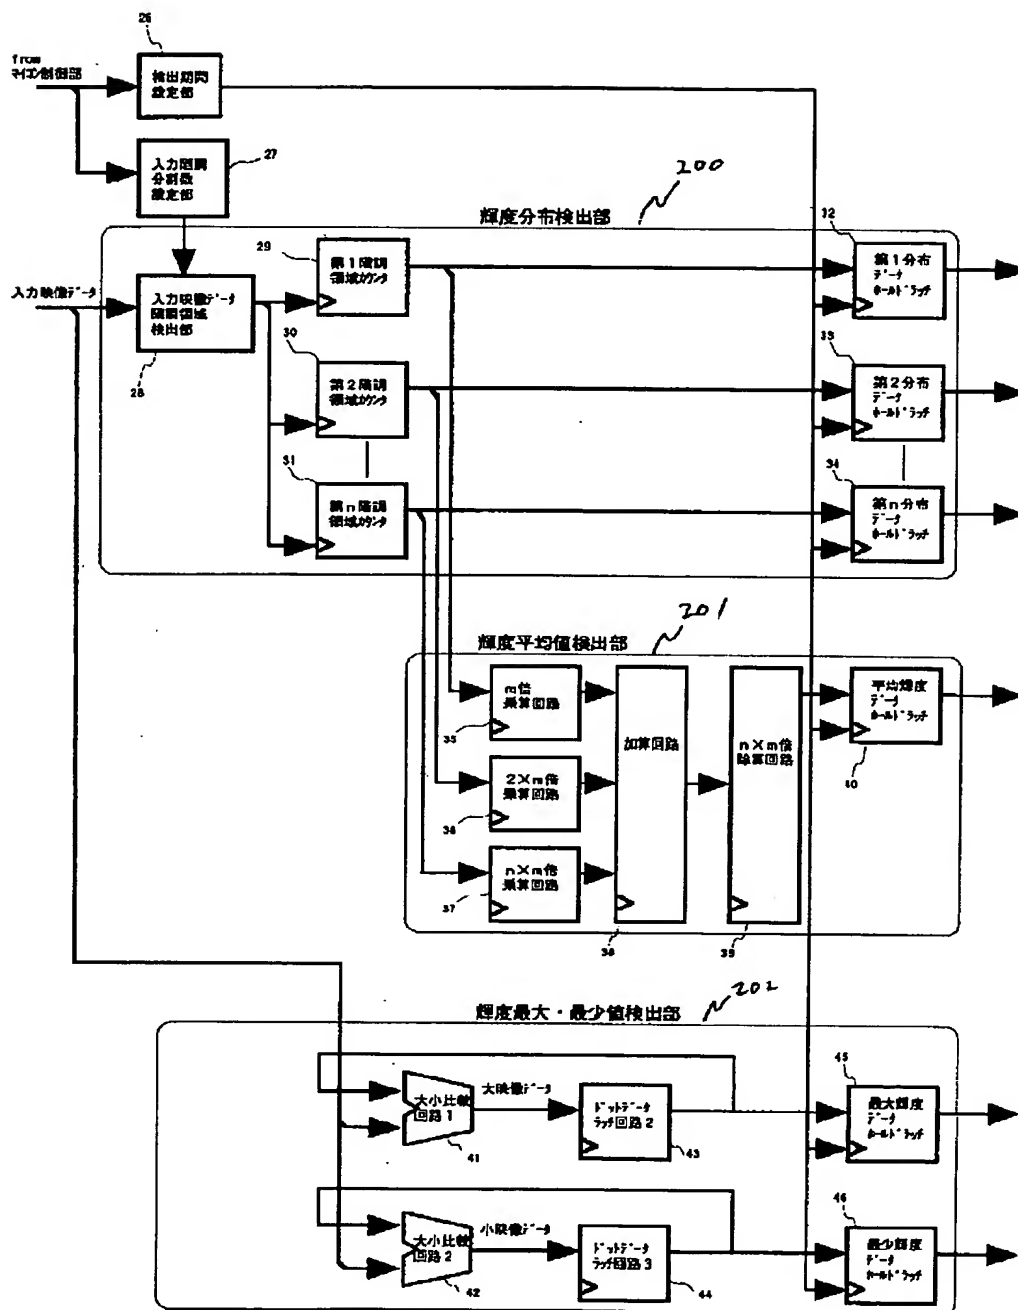 26
from
マイコン制御部
検出期間
設定部
27
入力階調
分割数
設定部
200
輝度分布検出部
入力映像データ
入力映像データ
階調領域
検出部
28
29
第1階調
領域カウンタ
30
第2階調
領域カウンタ
31
第n階調
領域カウンタ
32
第1分布
データ
ホールドラッチ
33
第2分布
データ
ホールドラッチ
34
第n分布
データ
ホールドラッチ
201
輝度平均値検出部
m倍
乗算回路
35
2×m倍
乗算回路
36
n×m倍
乗算回路
37
加算回路
38
n×m倍
除算回路
39
平均輝度
データ
ホールドラッチ
40
202
輝度最大・最少値検出部
大小比較
回路1
41
大映像データ
ドットデータ
ラッチ回路2
43
45
最大輝度
データ
ホールドラッチ
大小比較
回路2
42
小映像データ
ドットデータ
ラッチ回路3
44
46
最少輝度
データ
ホールドラッチ